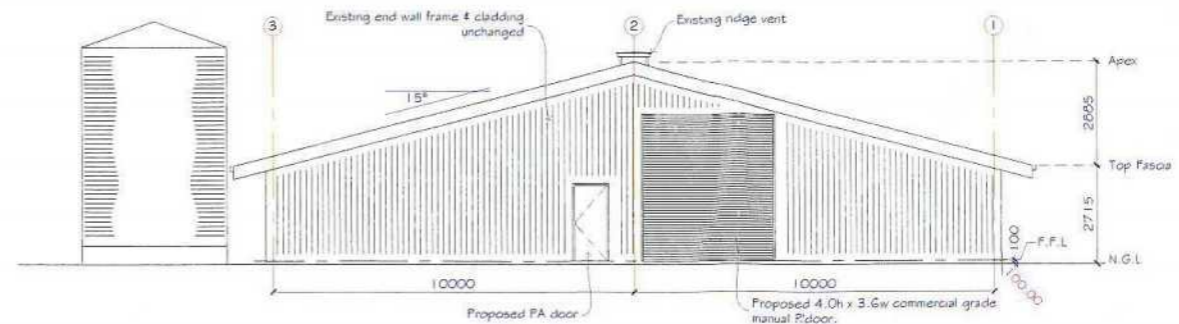 Existing end wall frame & cladding
unchanged
3
2
Existing ridge vent
1
Apex
15°
2885
Top Fascia
2715
100
F.F.L
N.G.L
100.00
10000
10000
Proposed PA door
Proposed 4.0h x 3.6w commercial grade
manual R'door.